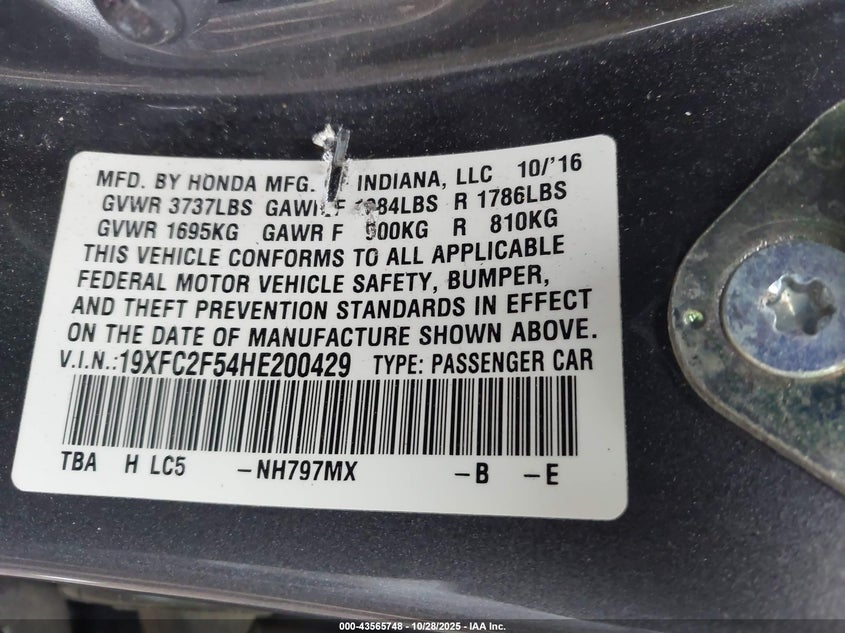 MFD. BY HONDA MFG. INDIANA, LLC 10/'16
GVWR 3737LBS F 84LBS R 1786LBS
GVWR 1695KG GAWR F 00KG R 810KG
THIS VEHICLE CONFORMS TO ALL APPLICABLE
FEDERAL MOTOR VEHICLE SAFETY, BUMPER,
AND THEFT PREVENTION STANDARDS IN EFFECT
ON THE DATE OF MANUFACTURE SHOWN ABOVE.
V.I.N.:19XFC2F54HE200429 TYPE: PASSENGER CAR
TBA H LC5 -NH797MX -B -E
000-43565748 - 10/28/2025 - IAA Inc.